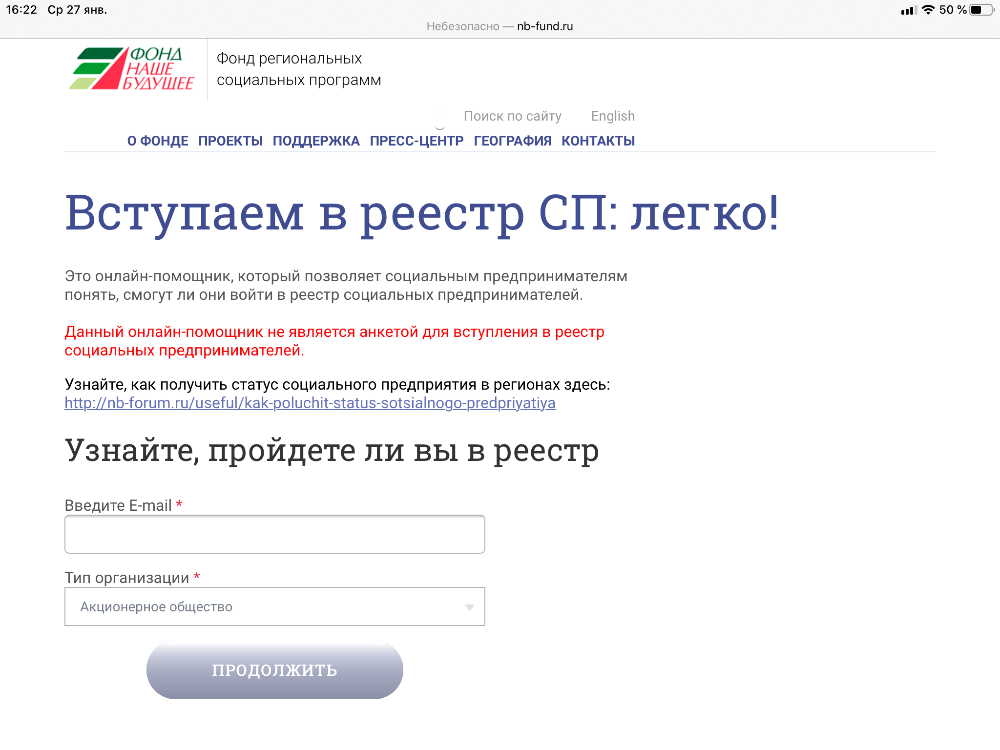 16:22 Ср 27 янв.
50 %
Небезопасно — nb-fund.ru
ФОНД
НАШЕ
БУДУЩЕЕ
Фонд региональных
социальных программ
Поиск по сайту English
О ФОНДЕ ПРОЕКТЫ ПОДДЕРЖКА ПРЕСС-ЦЕНТР ГЕОГРАФИЯ КОНТАКТЫ
Вступаем в реестр СП: легко!
Это онлайн-помощник, который позволяет социальным предпринимателям
понять, смогут ли они войти в реестр социальных предпринимателей.
Данный онлайн-помощник не является анкетой для вступления в реестр
социальных предпринимателей.
Узнайте, как получить статус социального предприятия в регионах здесь:
http://nb-forum.ru/useful/kak-poluchit-status-sotsialnogo-predpriyatiya
Узнайте, пройдете ли вы в реестр
Введите E-mail *
Тип организации *
Акционерное общество
ПРОДОЛЖИТЬ